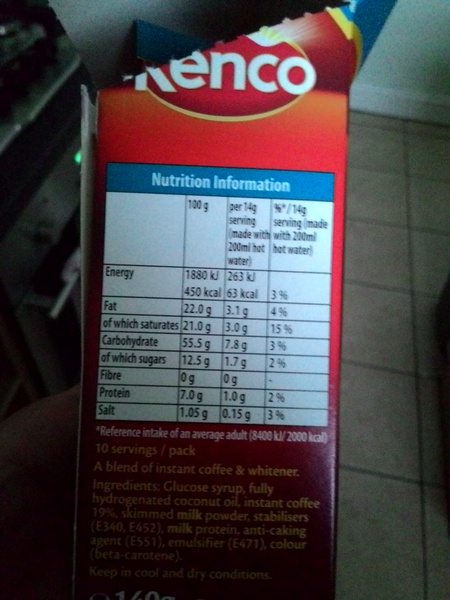 Kenco
Nutrition Information
100 g per 14g %*/14g
serving serving (made
(made with with 200ml
200ml hot hot water)
water)
Energy 1880 kJ 263 kJ
450 kcal 63 kcal 3 %
Fat 22.0 g 3.1 g 4 %
of which saturates 21.0 g 3.0 g 15 %
Carbohydrate 55.5 g 7.8 g 3 %
of which sugars 12.5 g 1.7 g 2 %
Fibre 0 g 0 g -
Protein 7.0 g 1.0 g 2 %
Salt 1.05 g 0.15 g 3 %
*Reference intake of an average adult (8400 kJ/ 2000 kcal)
10 servings / pack
A blend of instant coffee & whitener.
Ingredients: Glucose syrup, fully
hydrogenated coconut oil, instant coffee
19%, skimmed milk powder, stabilisers
(E340, E452), milk protein, anti-caking
agent (E551), emulsifier (E471), colour
(beta-carotene).
Keep in cool and dry conditions.
140g